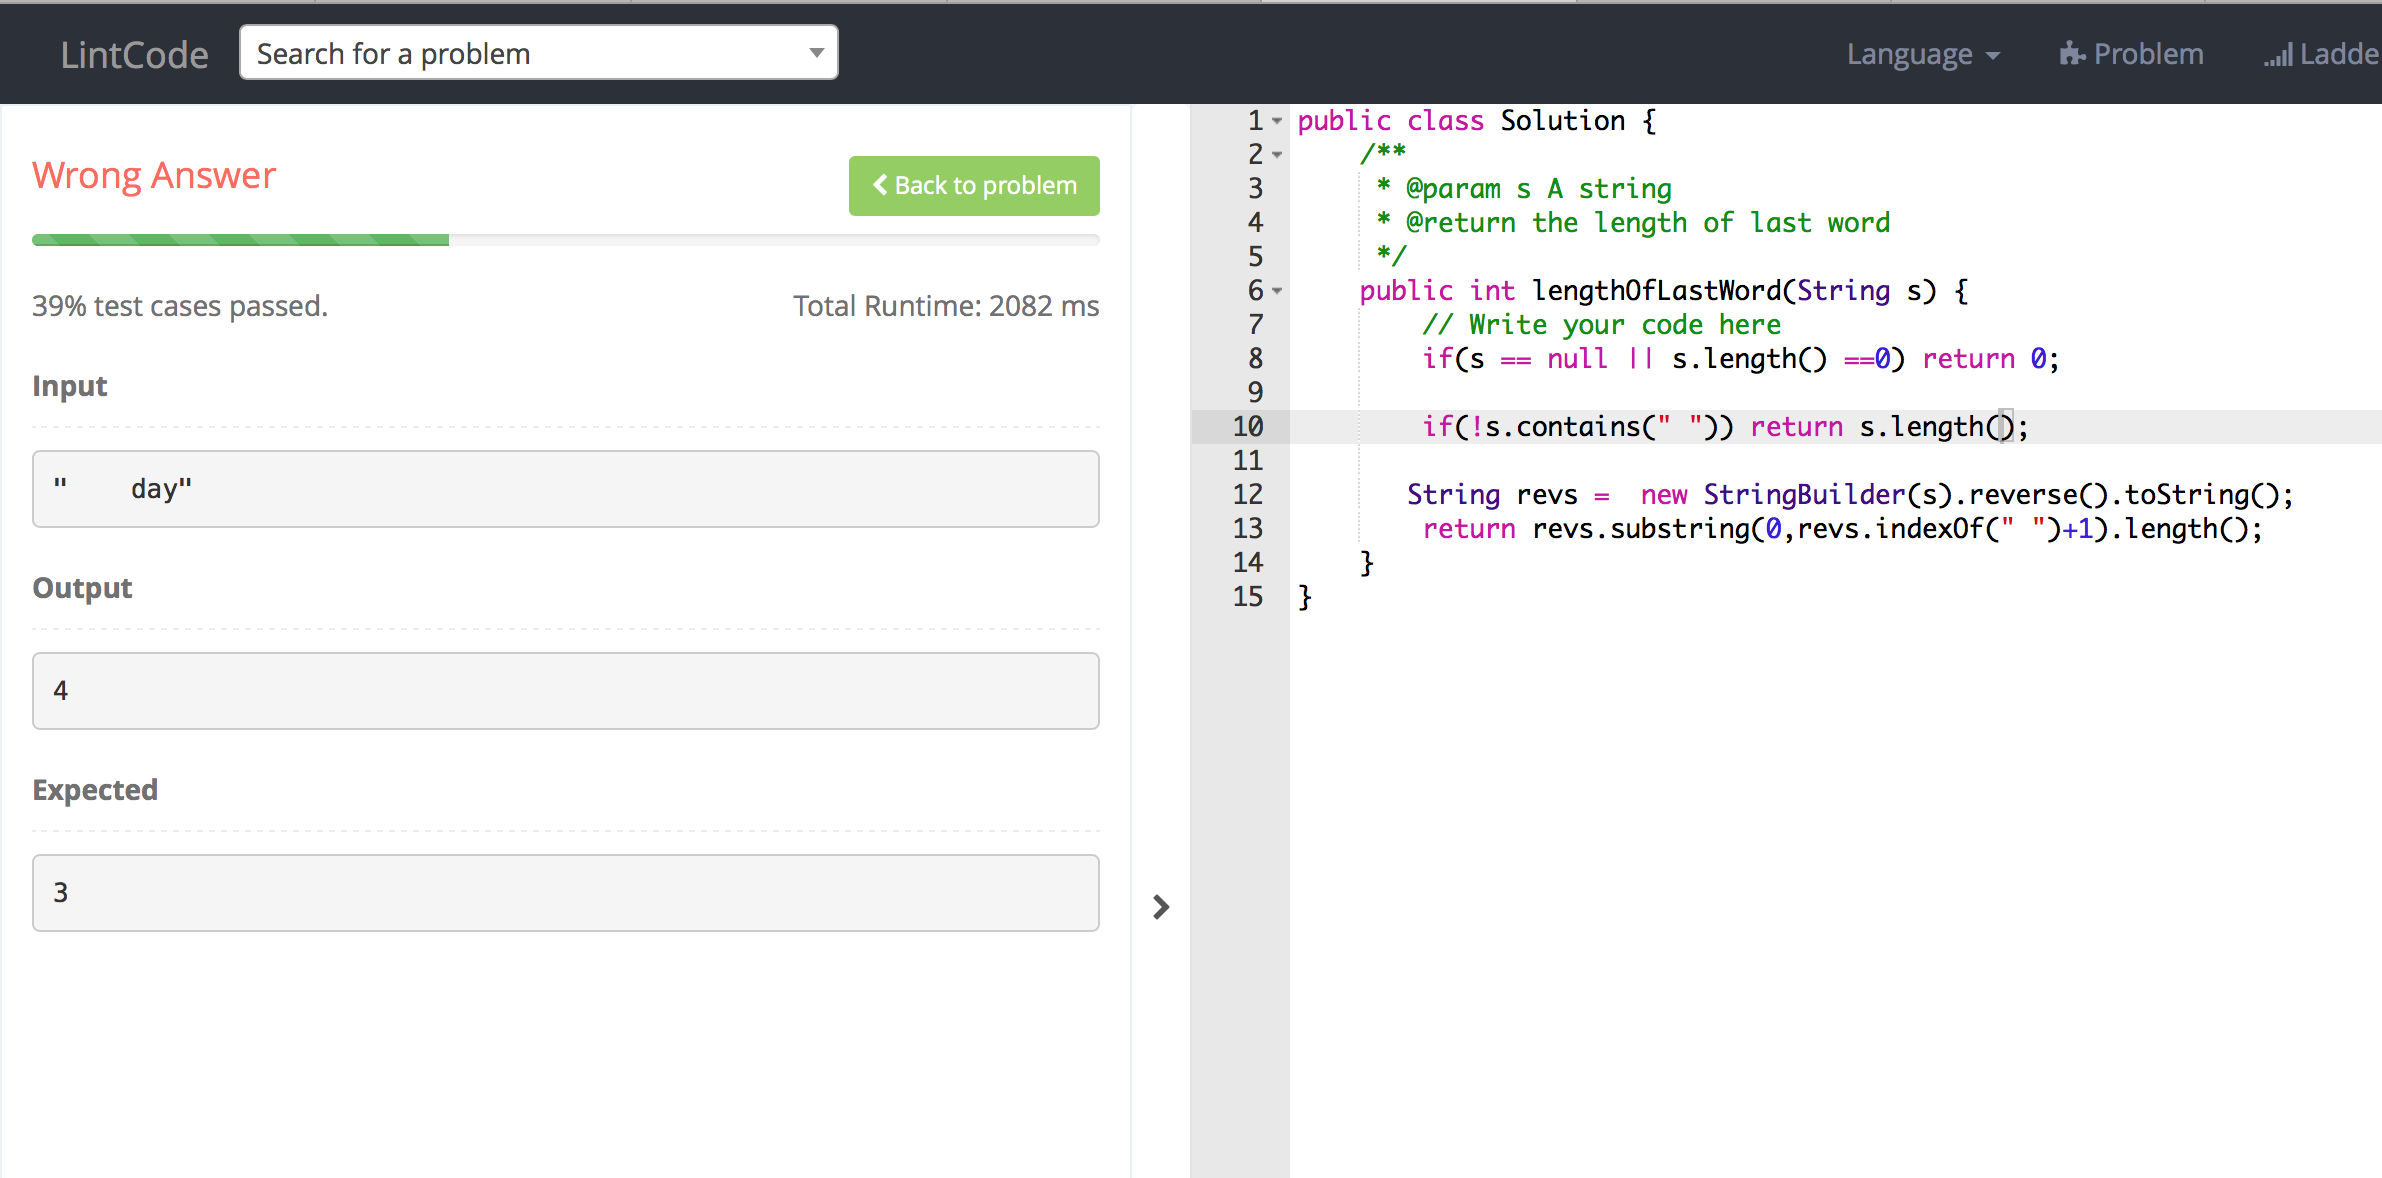 LintCode
Search for a problem
Language
Problem
Ladde
Wrong Answer
Back to problem
39% test cases passed.
Total Runtime: 2082 ms
Input
"    day"
Output
4
Expected
3
1 public class Solution {
2     /**
3      * @param s A string
4      * @return the length of last word
5      */
6     public int lengthOfLastWord(String s) {
7         // Write your code here
8         if(s == null || s.length() ==0) return 0;
9
10         if(!s.contains(" ")) return s.length();
11
12        String revs =  new StringBuilder(s).reverse().toString();
13         return revs.substring(0,revs.indexOf(" ")+1).length();
14     }
15 }